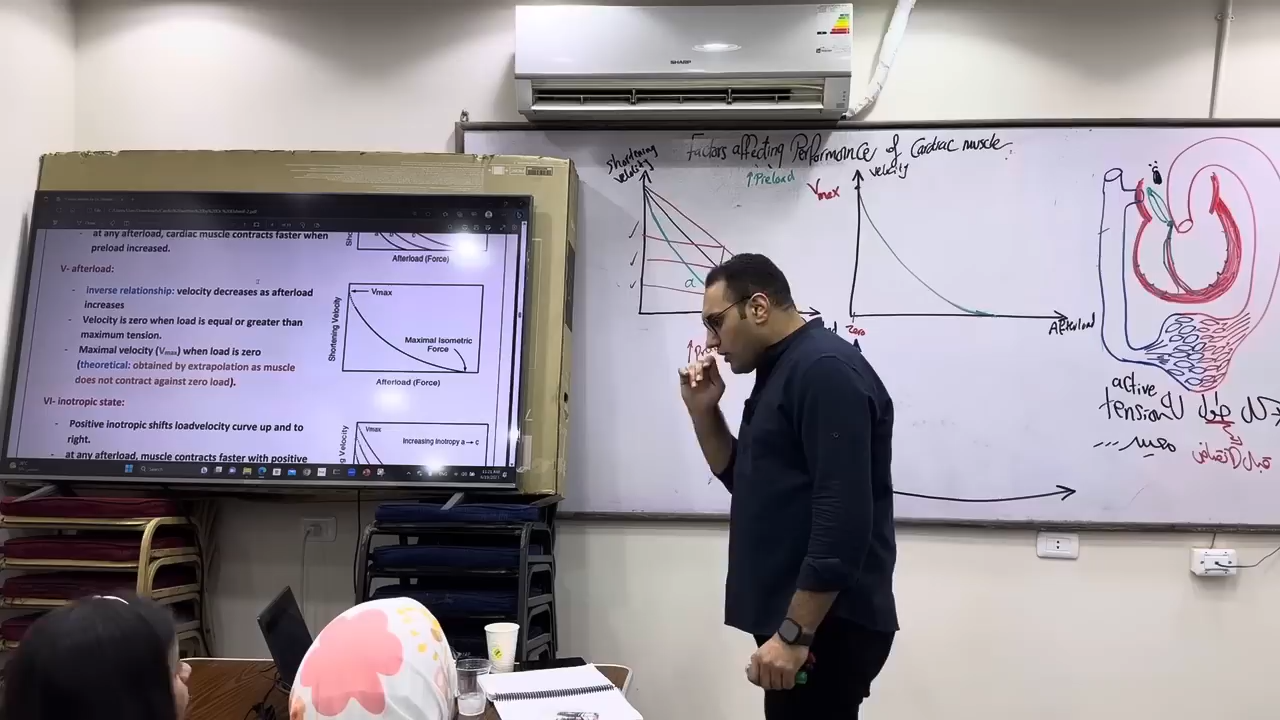 SHARP
at any afterload, cardiac muscle contracts faster when
preload increased.
Afterload (Force)
V- afterload:
- Inverse relationship: velocity decreases as afterload
increases
- Velocity is zero when load is equal or greater than
maximum tension.
- Maximal velocity (Vmax) when load is zero
(theoretical: obtained by extrapolation as muscle
does not contract against zero load).
Shortening Velocity
Vmax
Maximal Isometric
Force
Afterload (Force)
VI- inotropic state:
- Positive inotropic shifts loadvelocity curve up and to
right.
- at any afterload, muscle contracts faster with positive
Velocity
Increasing Inotropy a → c
Search
Factors affecting Performance of Cardiac muscle
↑ Preload
Shortening
velocity
a
Vmax
velocity
Zero
Afterload
active
tension